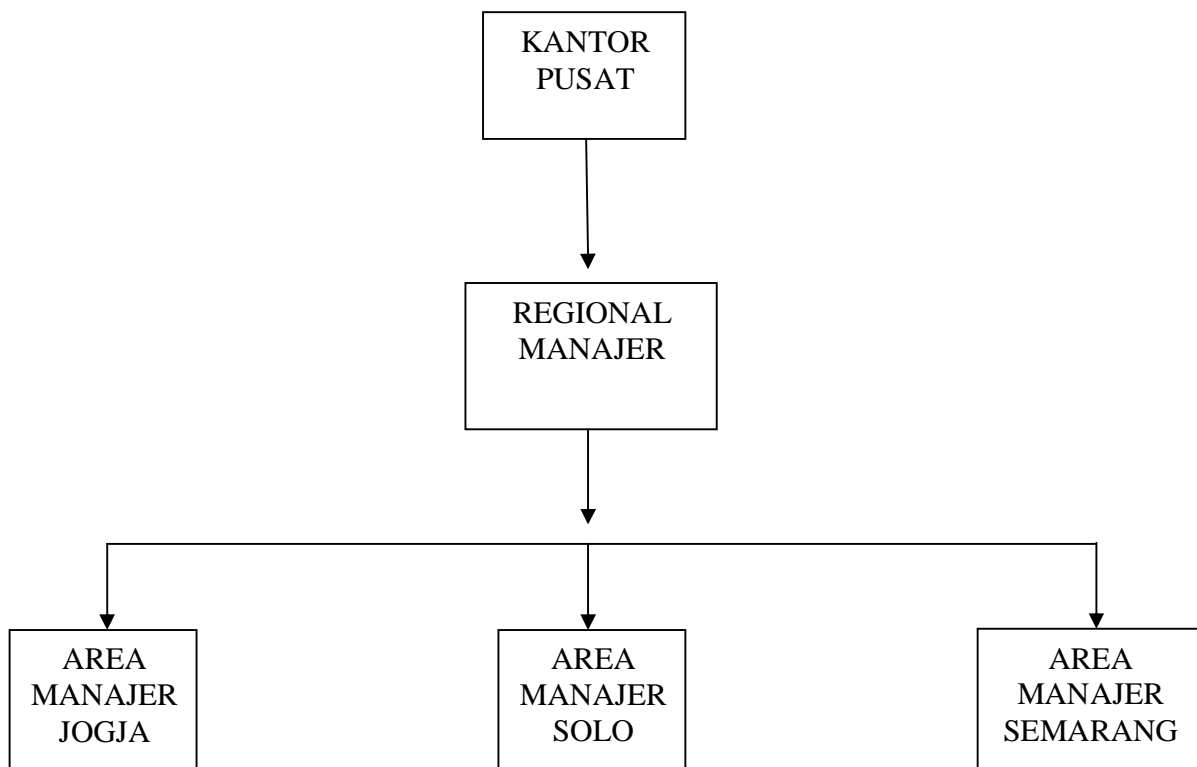 KANTOR
PUSAT
REGIONAL
MANAJER
AREA
MANAJER
JOGJA
AREA
MANAJER
SOLO
AREA
MANAJER
SEMARANG